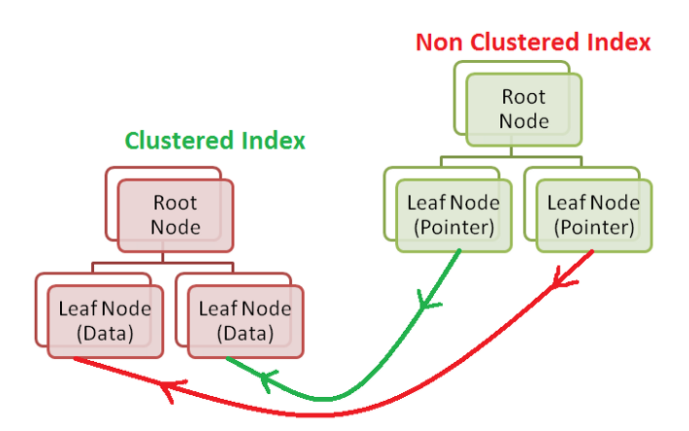 Non Clustered Index
Root
Node
Clustered Index
Leaf Node
(Pointer)
Leaf Node
(Pointer)
Root
Node
Leaf Node
(Data)
Leaf Node
(Data)